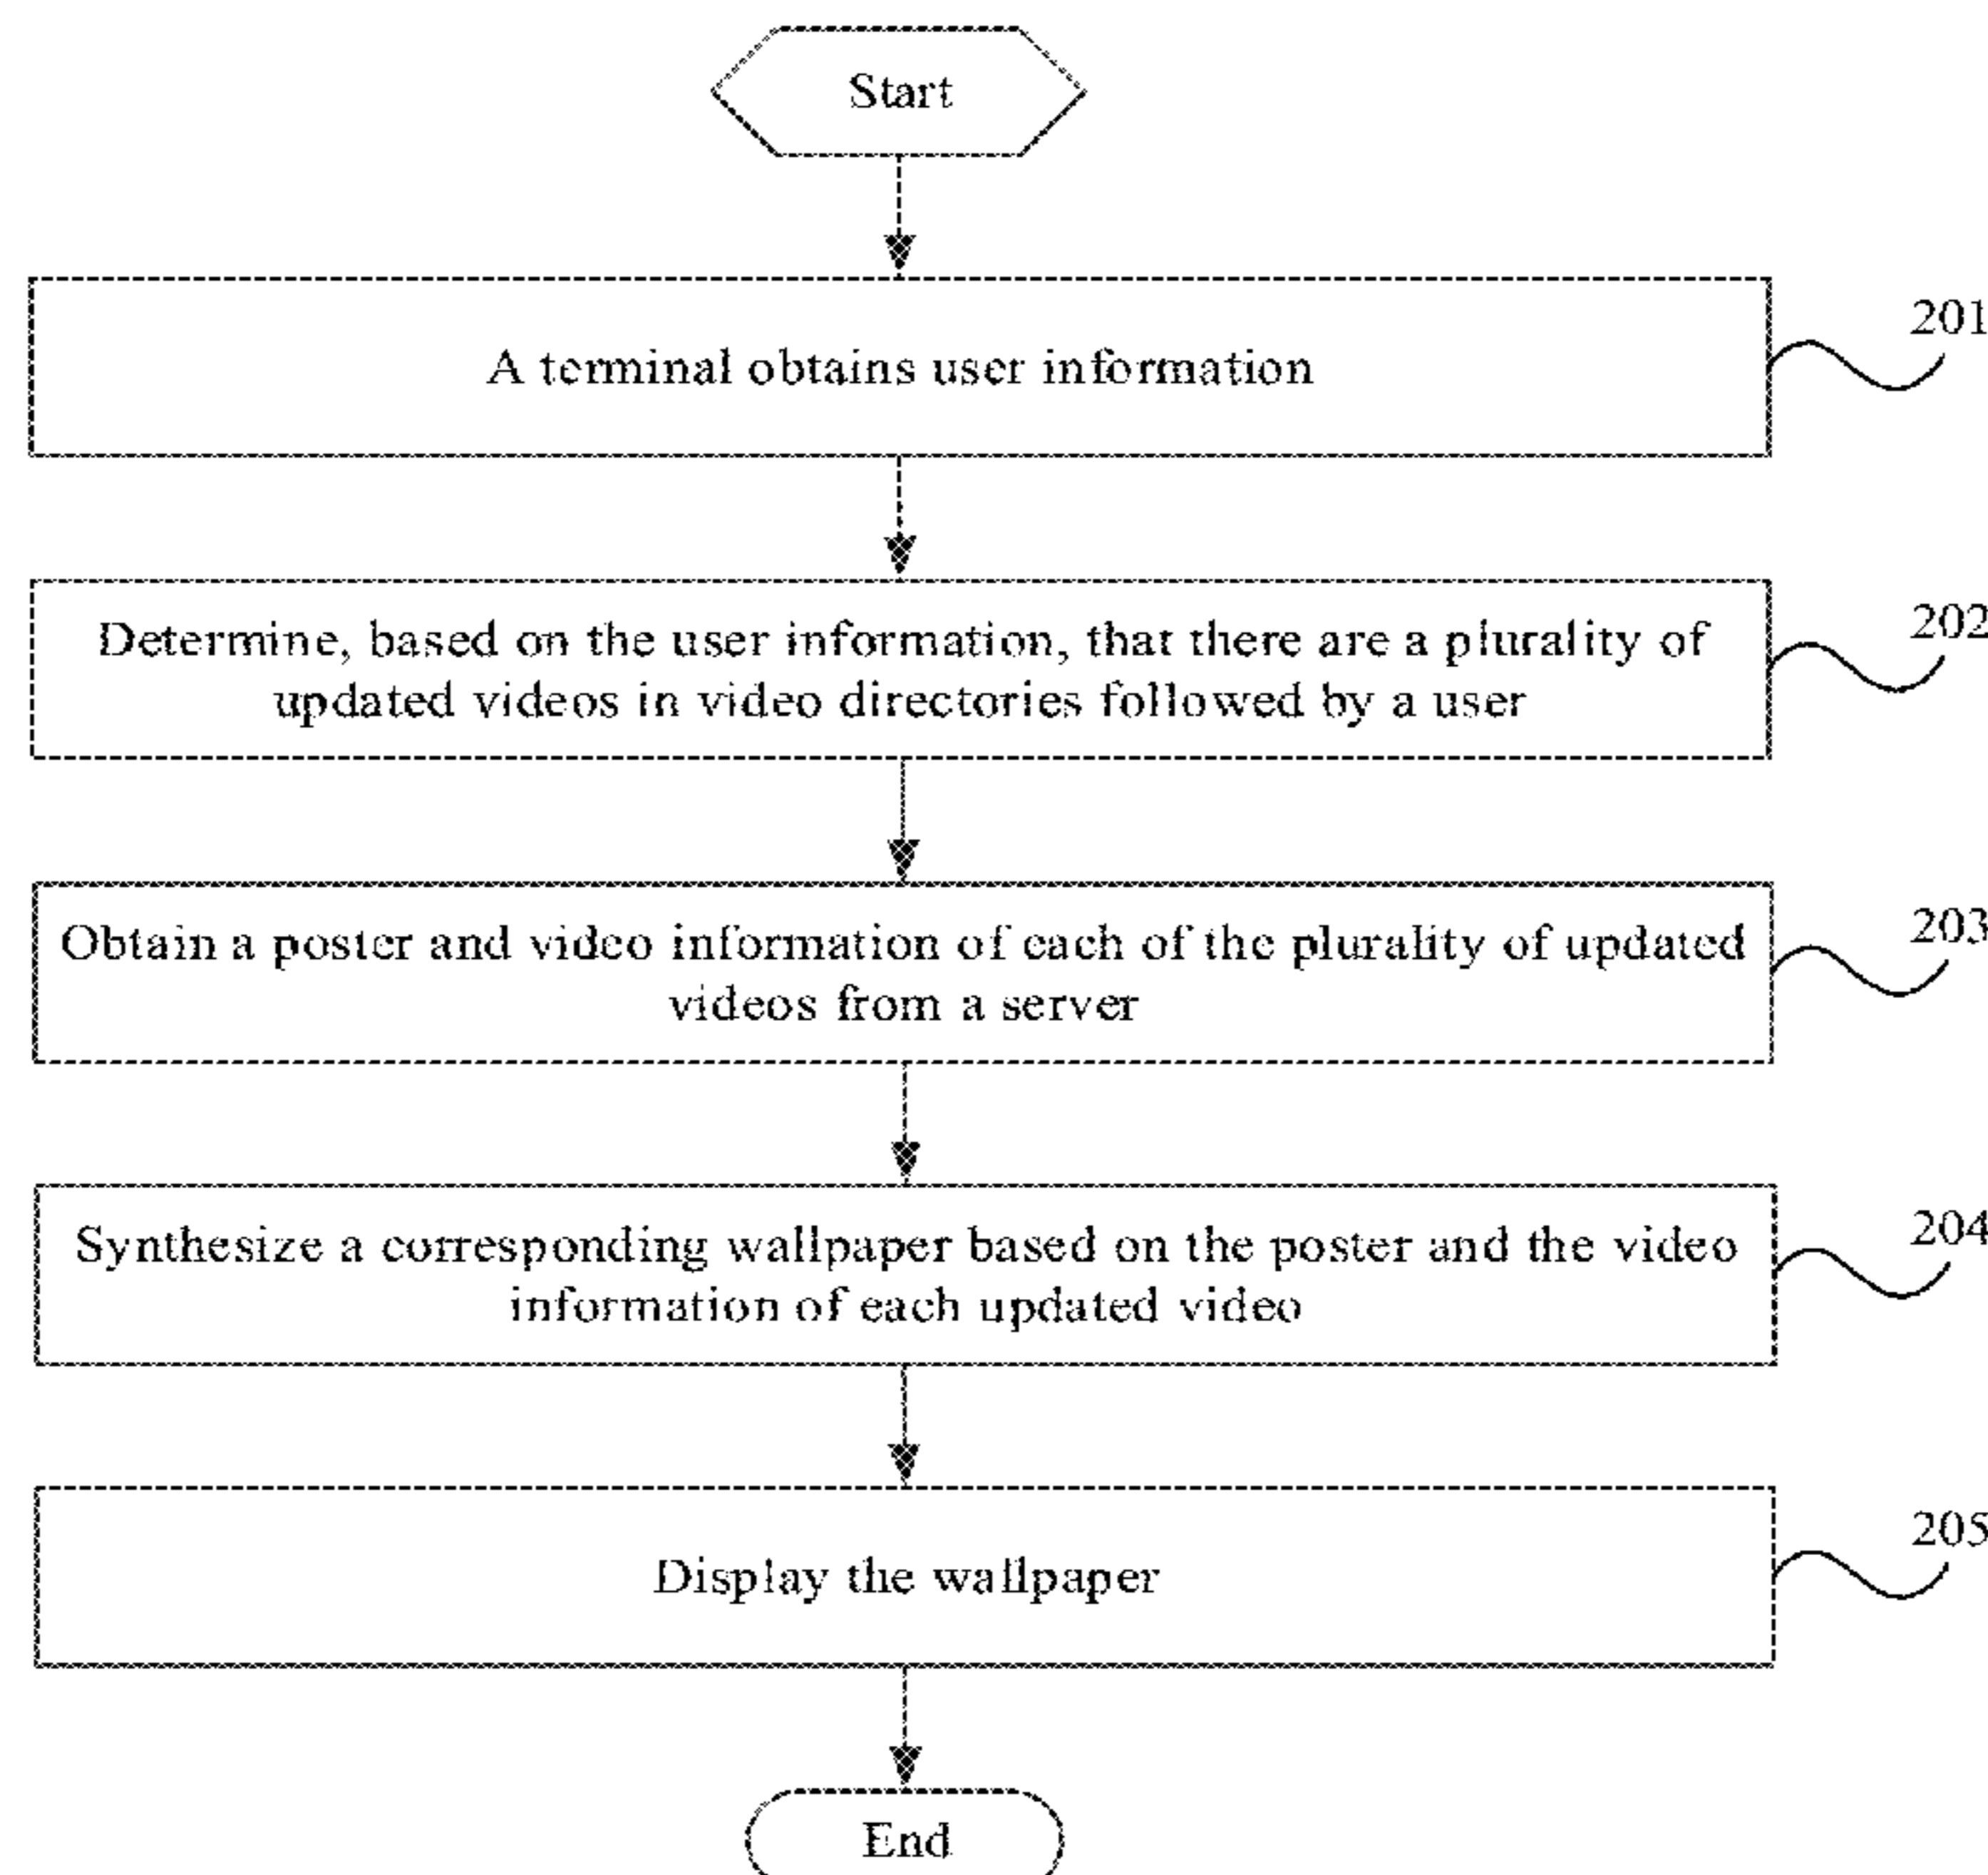 Start
A terminal obtains user information
201
Determine, based on the user information, that there are a plurality of
updated videos in video directories followed by a user
202
Obtain a poster and video information of each of the plurality of updated
videos from a server
203
Synthesize a corresponding wallpaper based on the poster and the video
information of each updated video
204
Display the wallpaper
205
End